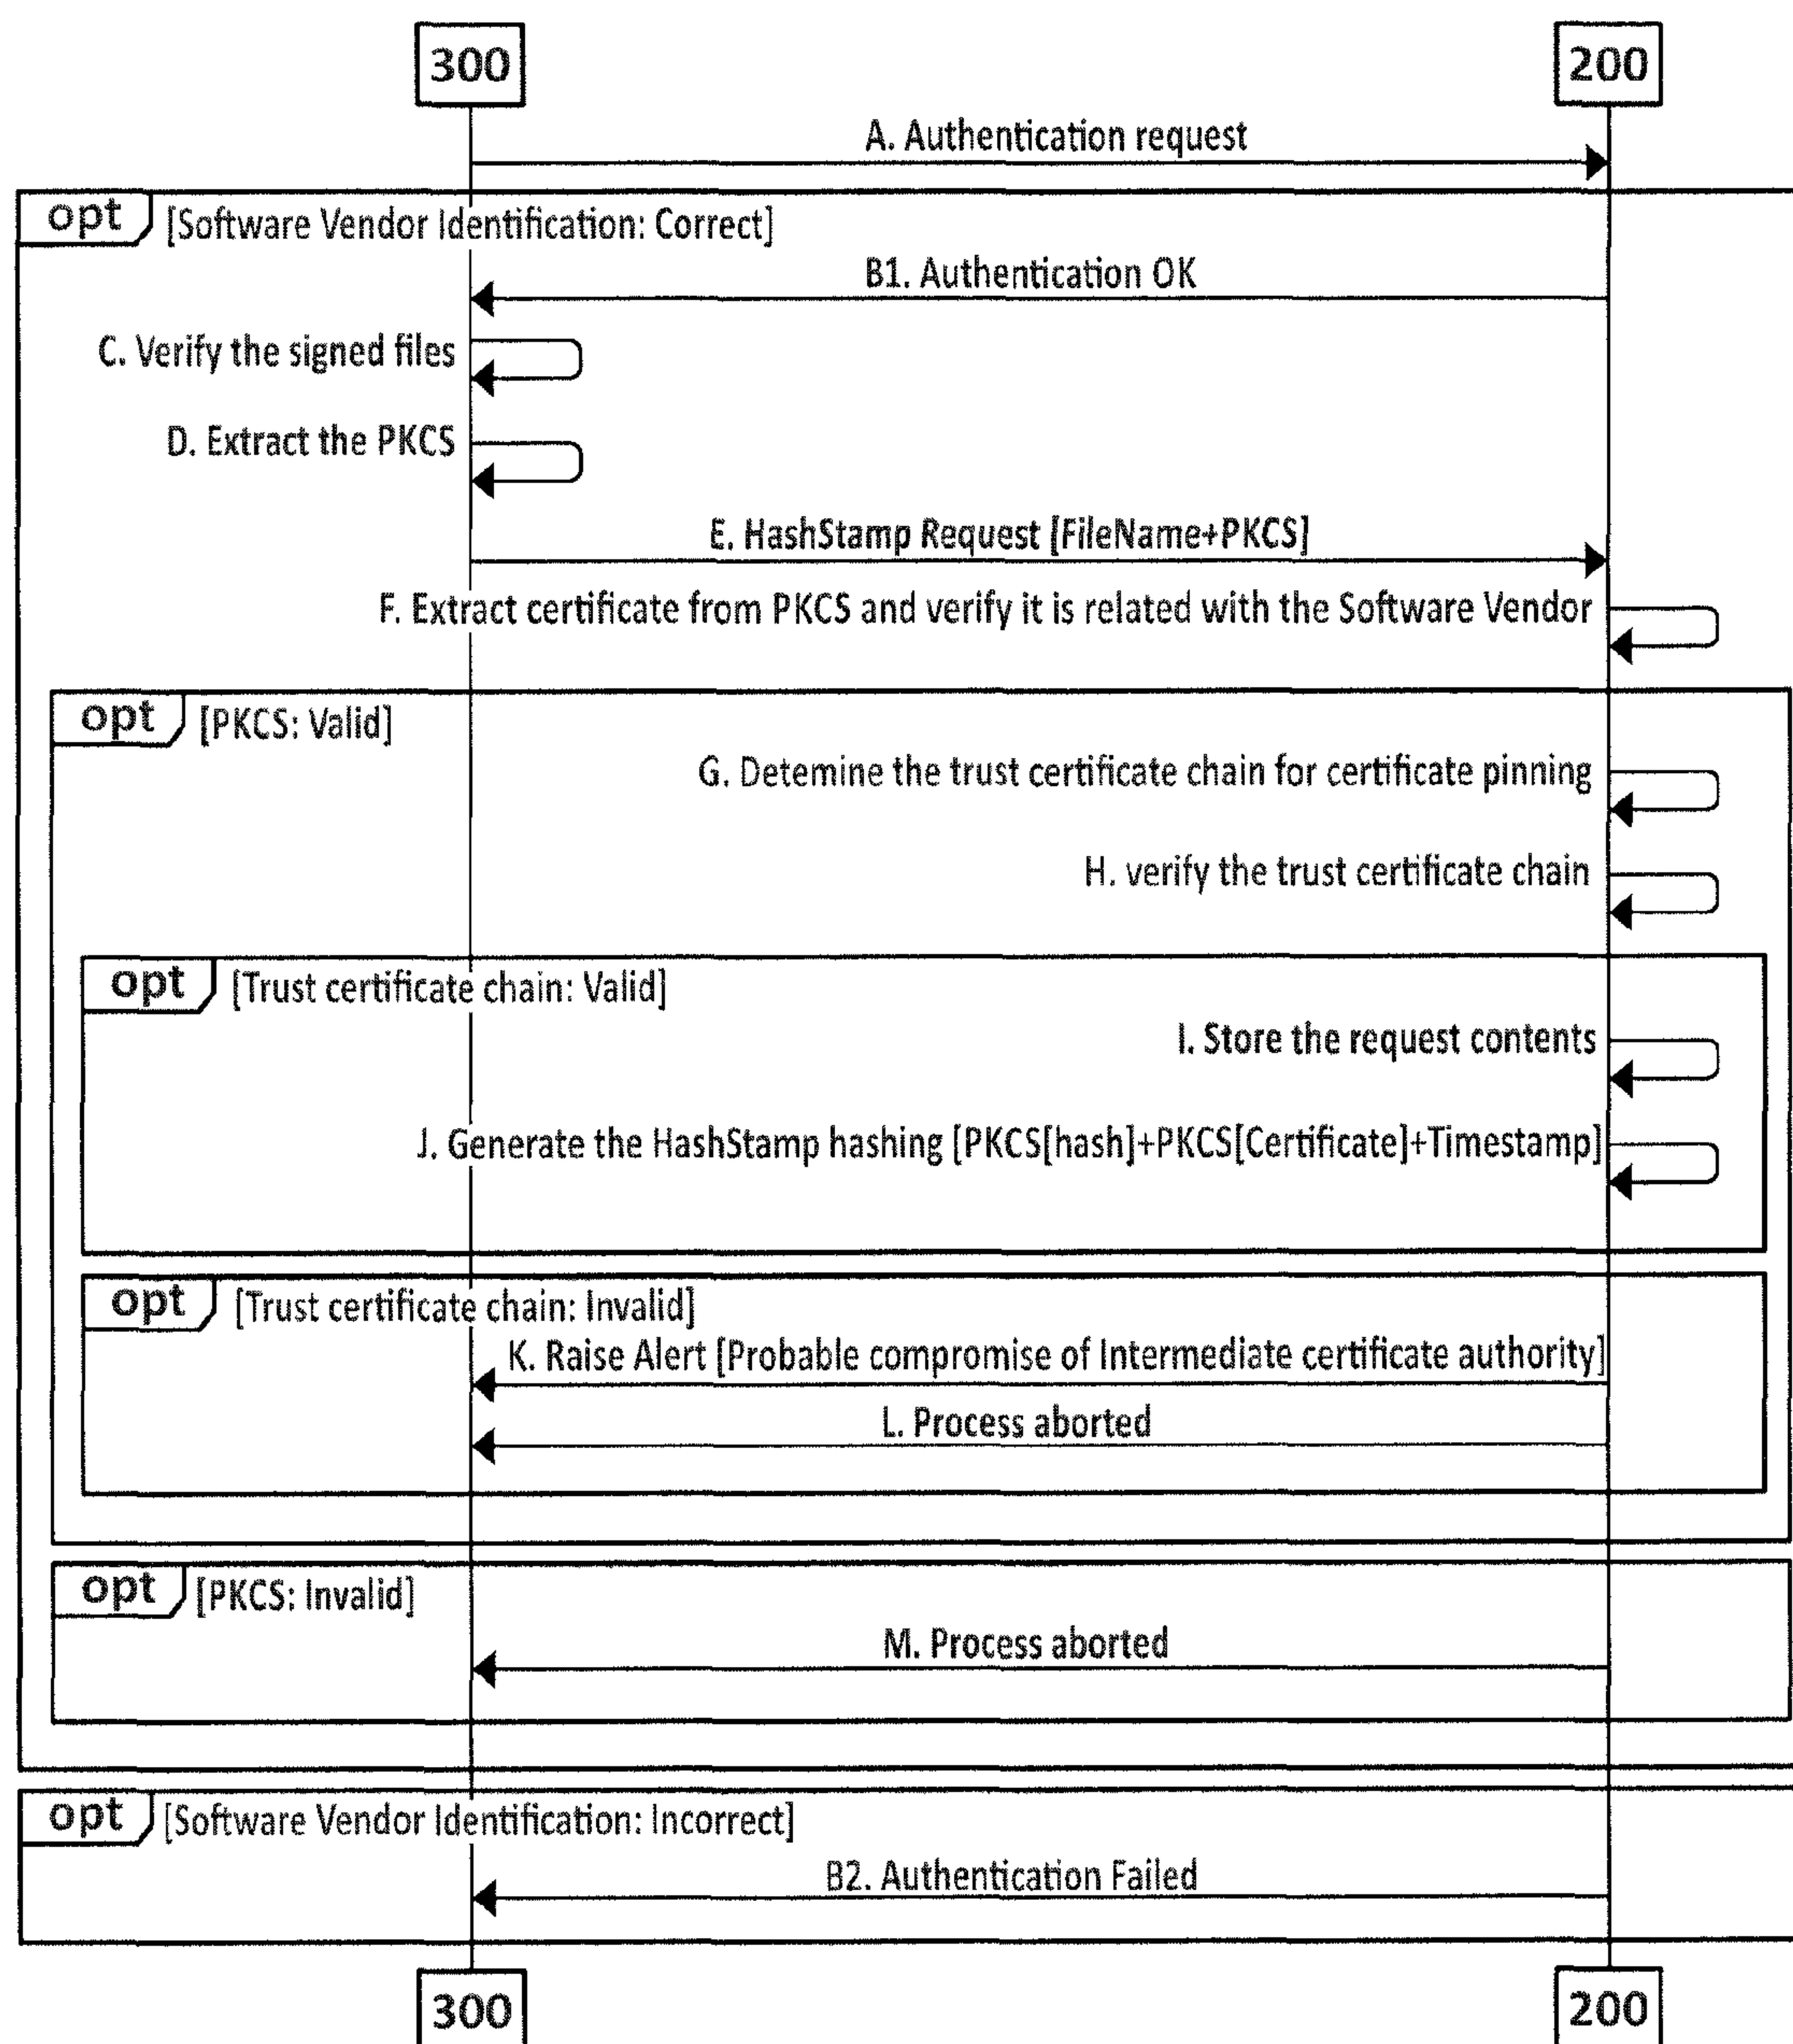 300
200
A. Authentication request
opt [Software Vendor Identification: Correct]
B1. Authentication OK
C. Verify the signed files
D. Extract the PKCS
E. HashStamp Request [FileName+PKCS]
F. Extract certificate from PKCS and verify it is related with the Software Vendor
opt [PKCS: Valid]
G. Detemine the trust certificate chain for certificate pinning
H. verify the trust certificate chain
opt [Trust certificate chain: Valid]
I. Store the request contents
J. Generate the HashStamp hashing [PKCS[hash]+PKCS[Certificate]+Timestamp]
opt [Trust certificate chain: Invalid]
K. Raise Alert [Probable compromise of Intermediate certificate authority]
L. Process aborted
opt [PKCS: Invalid]
M. Process aborted
opt [Software Vendor Identification: Incorrect]
B2. Authentication Failed
300
200